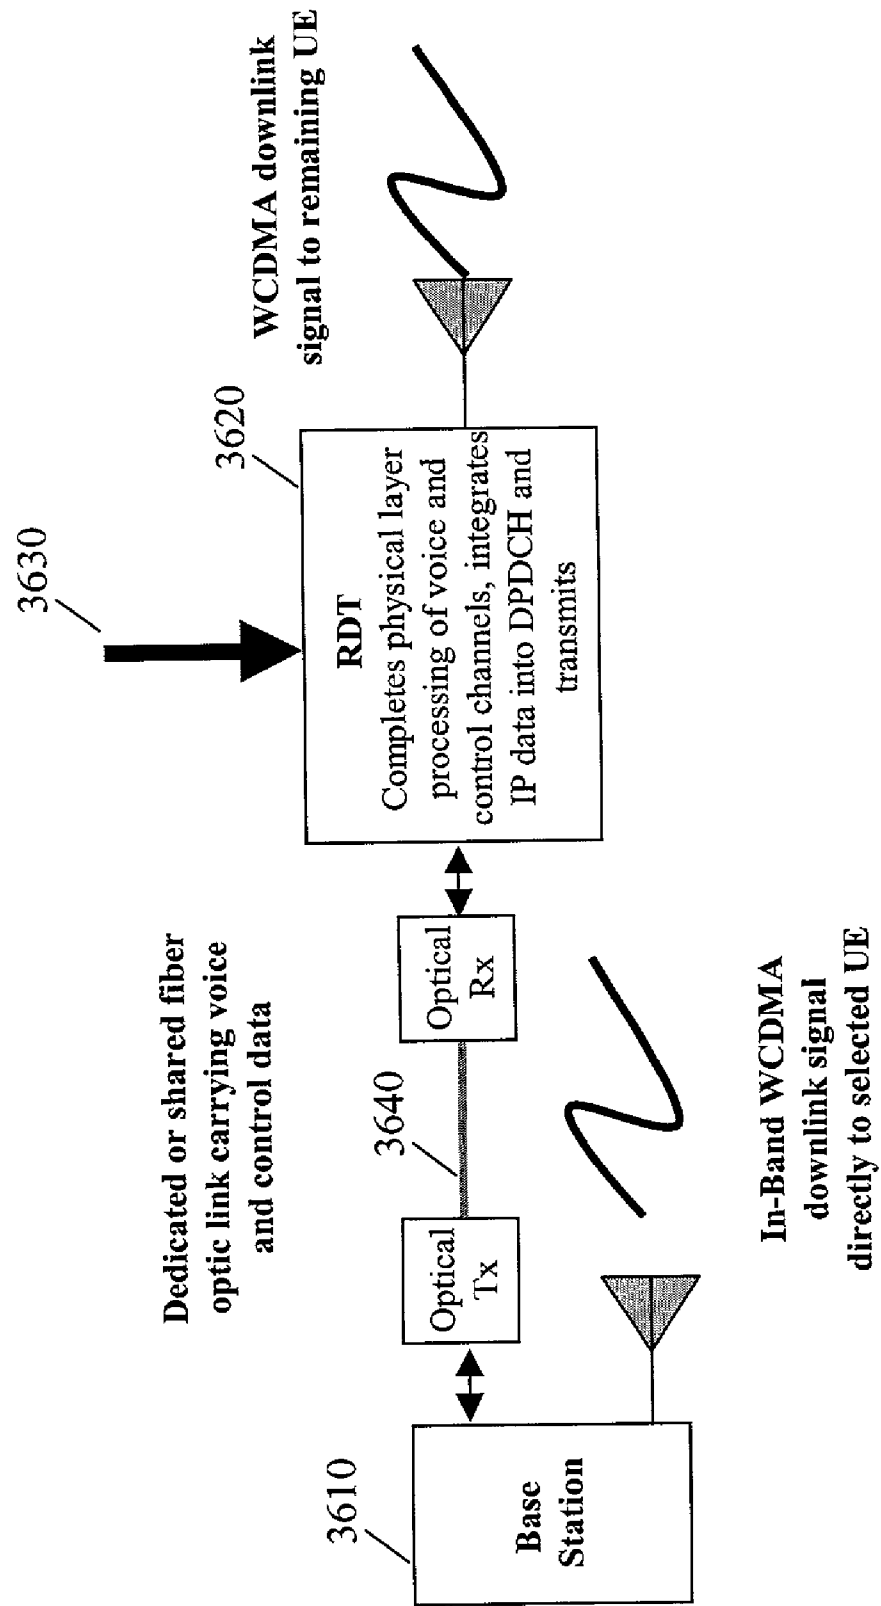 3630
3620
WCDMA downlink
signal to remaining UE
Dedicated or shared fiber
optic link carrying voice
and control data
RDT
Completes physical layer
processing of voice and
control channels, integrates
IP data into DPDCH and
transmits
3610
Base
Station
Optical
Tx
3640
Optical
Rx
In-Band WCDMA
downlink signal
directly to selected UE